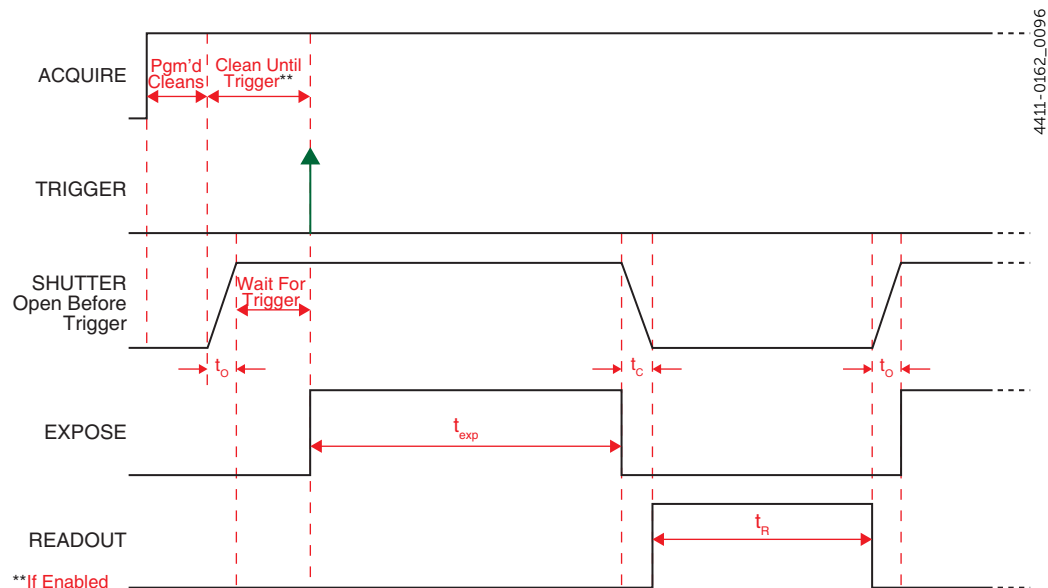 4411-0162_0096
ACQUIRE
Pgm'd
Cleans
Clean Until
Trigger**
TRIGGER
SHUTTER
Open Before
Trigger
Wait For
Trigger
tO
tC
tO
EXPOSE
texp
READOUT
tR
**If Enabled